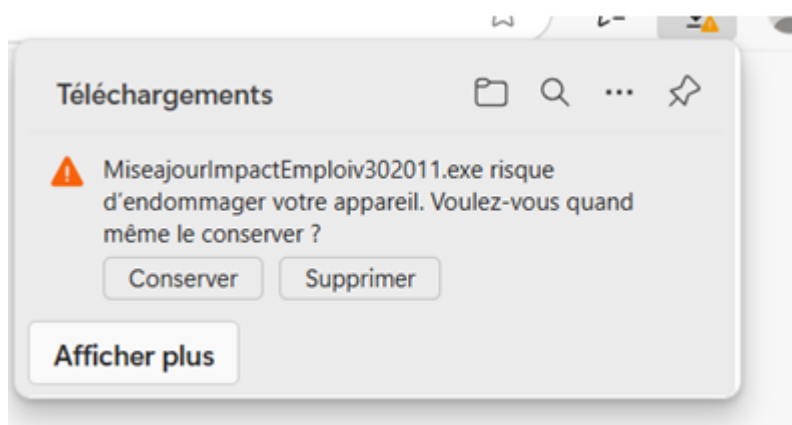 Téléchargements
MiseajourImpactEmploiv302011.exe risque
d'endommager votre appareil. Voulez-vous quand
même le conserver ?
Conserver
Supprimer
Afficher plus